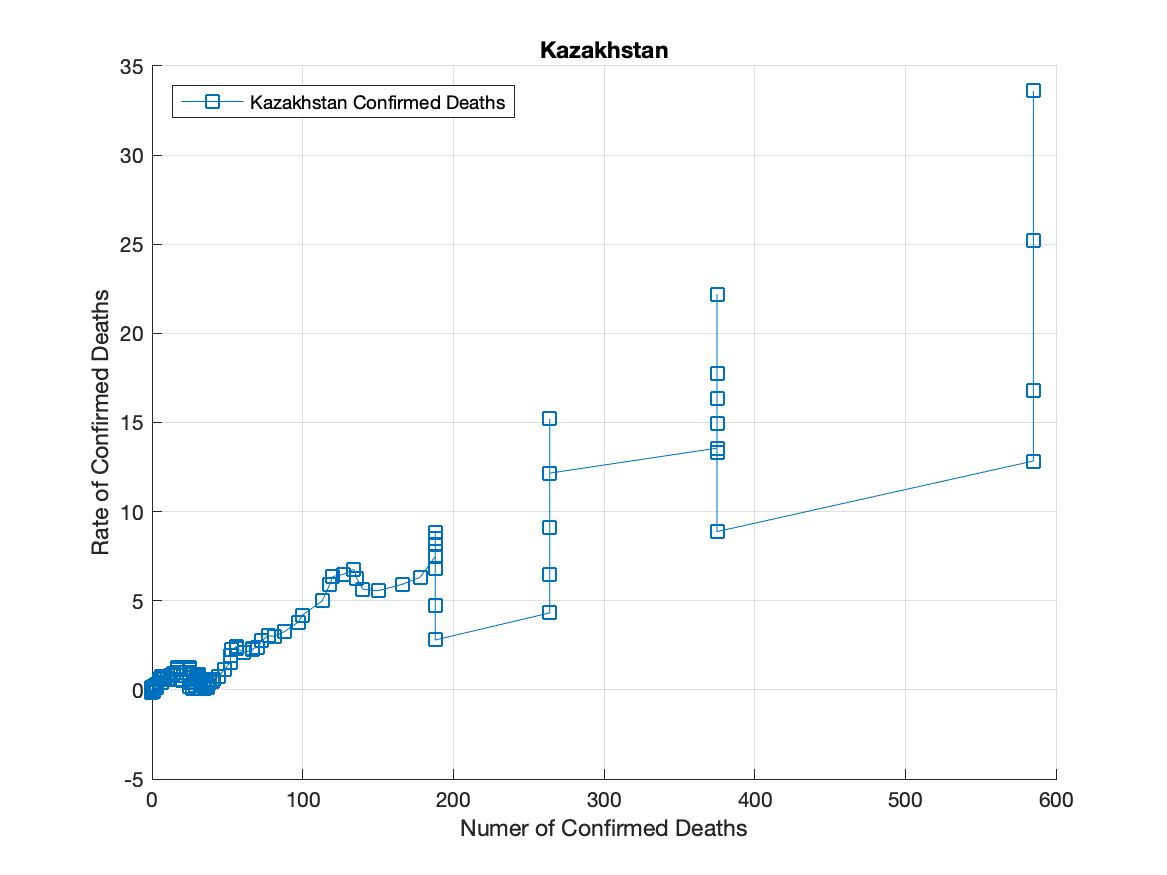 Kazakhstan
Kazakhstan Confirmed Deaths
35
30
25
20
15
10
5
0
-5
Rate of Confirmed Deaths
0 100 200 300 400 500 600
Numer of Confirmed Deaths